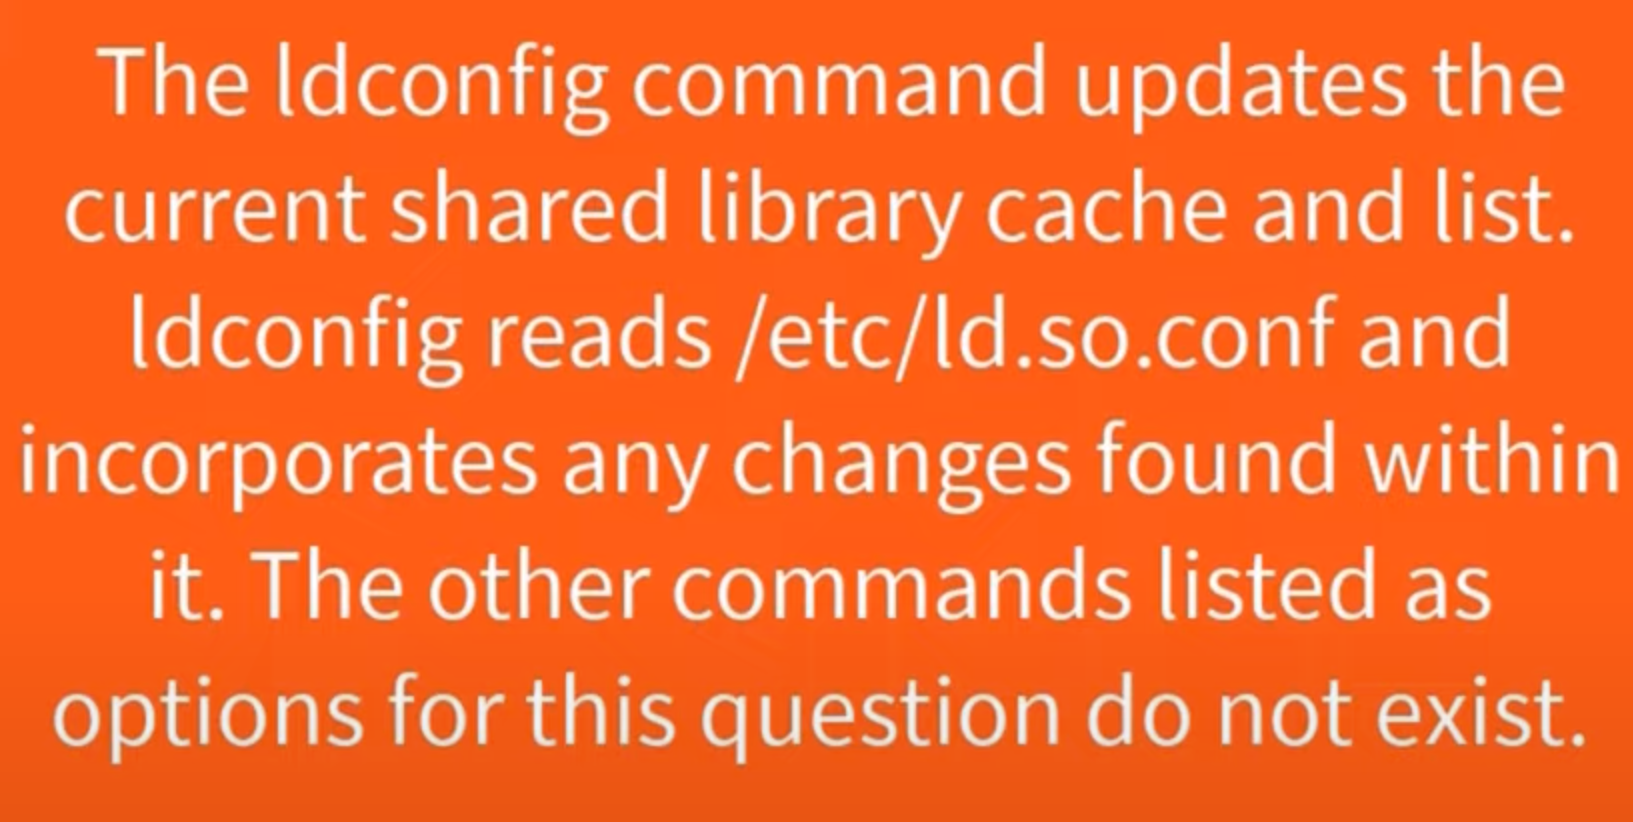 The ldconfig command updates the
current shared library cache and list.
ldconfig reads /etc/ld.so.conf and
incorporates any changes found within
it. The other commands listed as
options for this question do not exist.